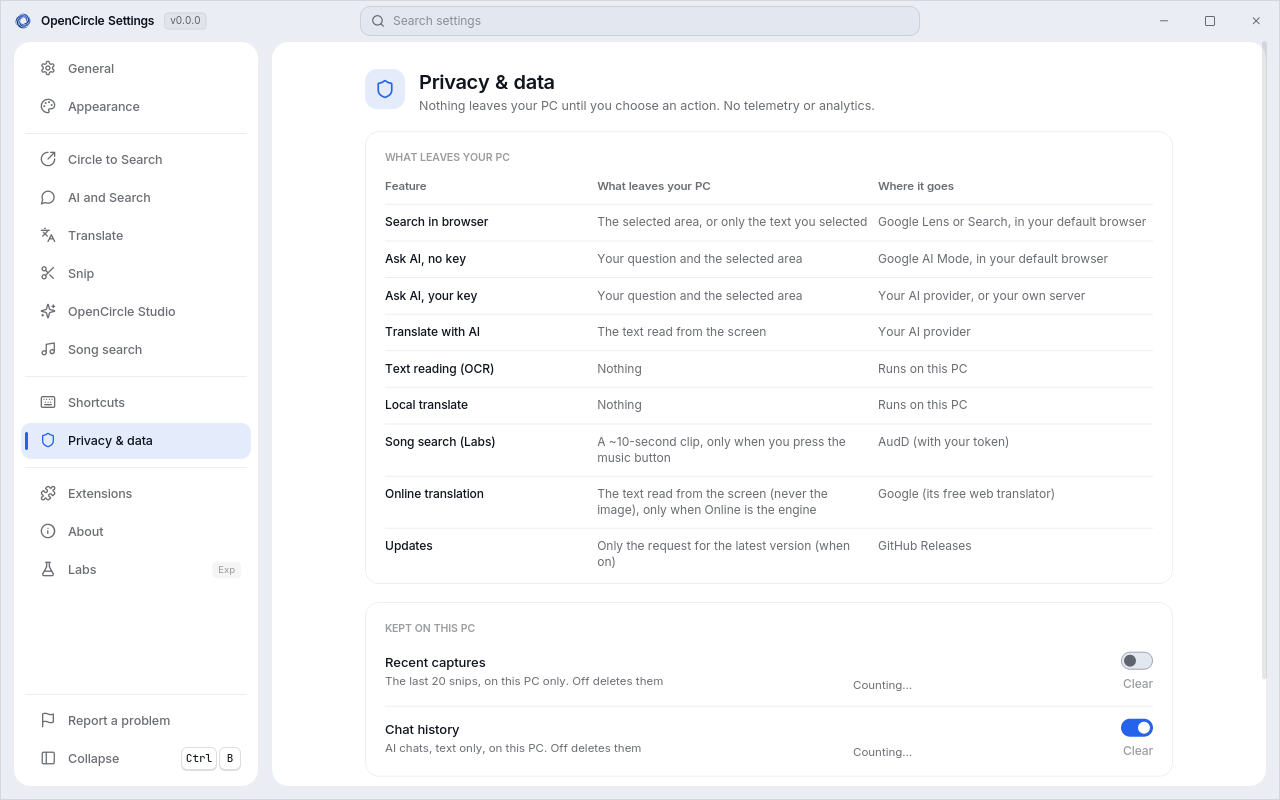 OpenCircle Settings v0.0.0 Search settings
General
Appearance
Circle to Search
AI and Search
Translate
Snip
OpenCircle Studio
Song search
Shortcuts
Privacy & data
Extensions
About
Labs Exp
Report a problem
Collapse Ctrl B
Privacy & data
Nothing leaves your PC until you choose an action. No telemetry or analytics.
WHAT LEAVES YOUR PC
Feature What leaves your PC Where it goes
Search in browser The selected area, or only the text you selected Google Lens or Search, in your default browser
Ask AI, no key Your question and the selected area Google AI Mode, in your default browser
Ask AI, your key Your question and the selected area Your AI provider, or your own server
Translate with AI The text read from the screen Your AI provider
Text reading (OCR) Nothing Runs on this PC
Local translate Nothing Runs on this PC
Song search (Labs) A ~10-second clip, only when you press the AudD (with your token)
music button
Online translation The text read from the screen (never the Google (its free web translator)
image), only when Online is the engine
Updates Only the request for the latest version (when GitHub Releases
on)
KEPT ON THIS PC
Recent captures
The last 20 snips, on this PC only. Off deletes them Counting... Clear
Chat history
AI chats, text only, on this PC. Off deletes them Counting... Clear